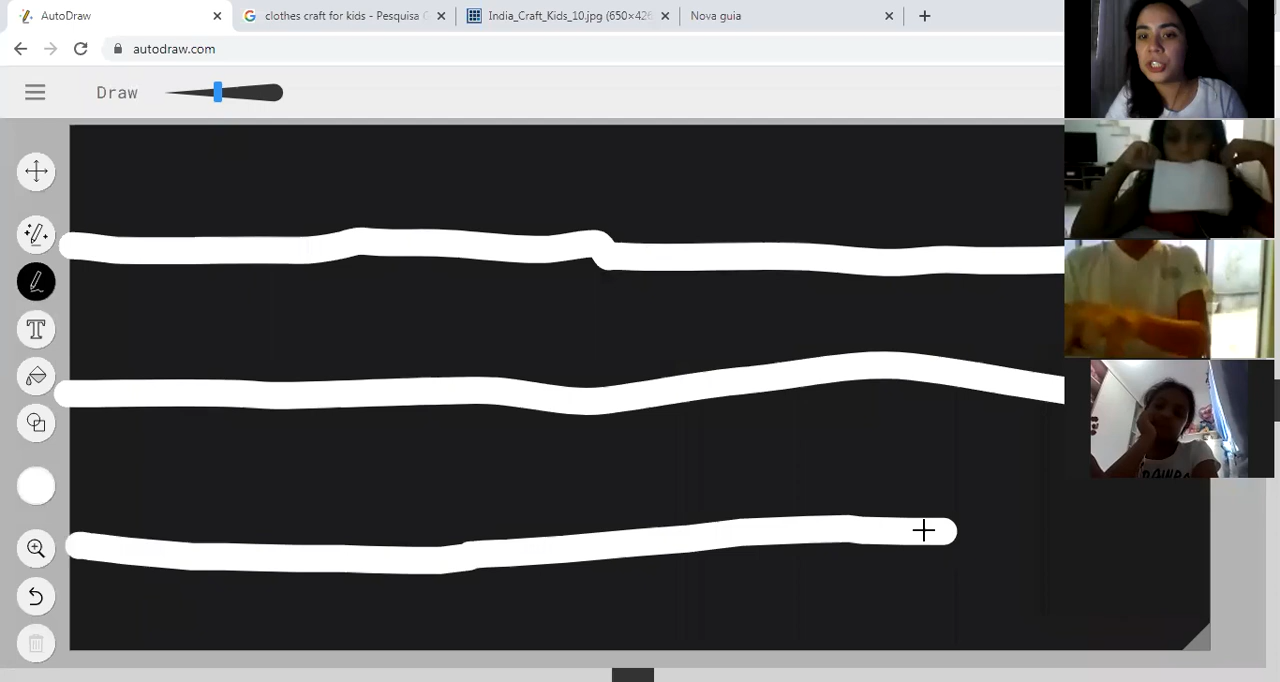 AutoDraw
clothes craft for kids - Pesquisa G
India_Craft_Kids_10.jpg (650×426
Nova guia
autodraw.com
Draw
T